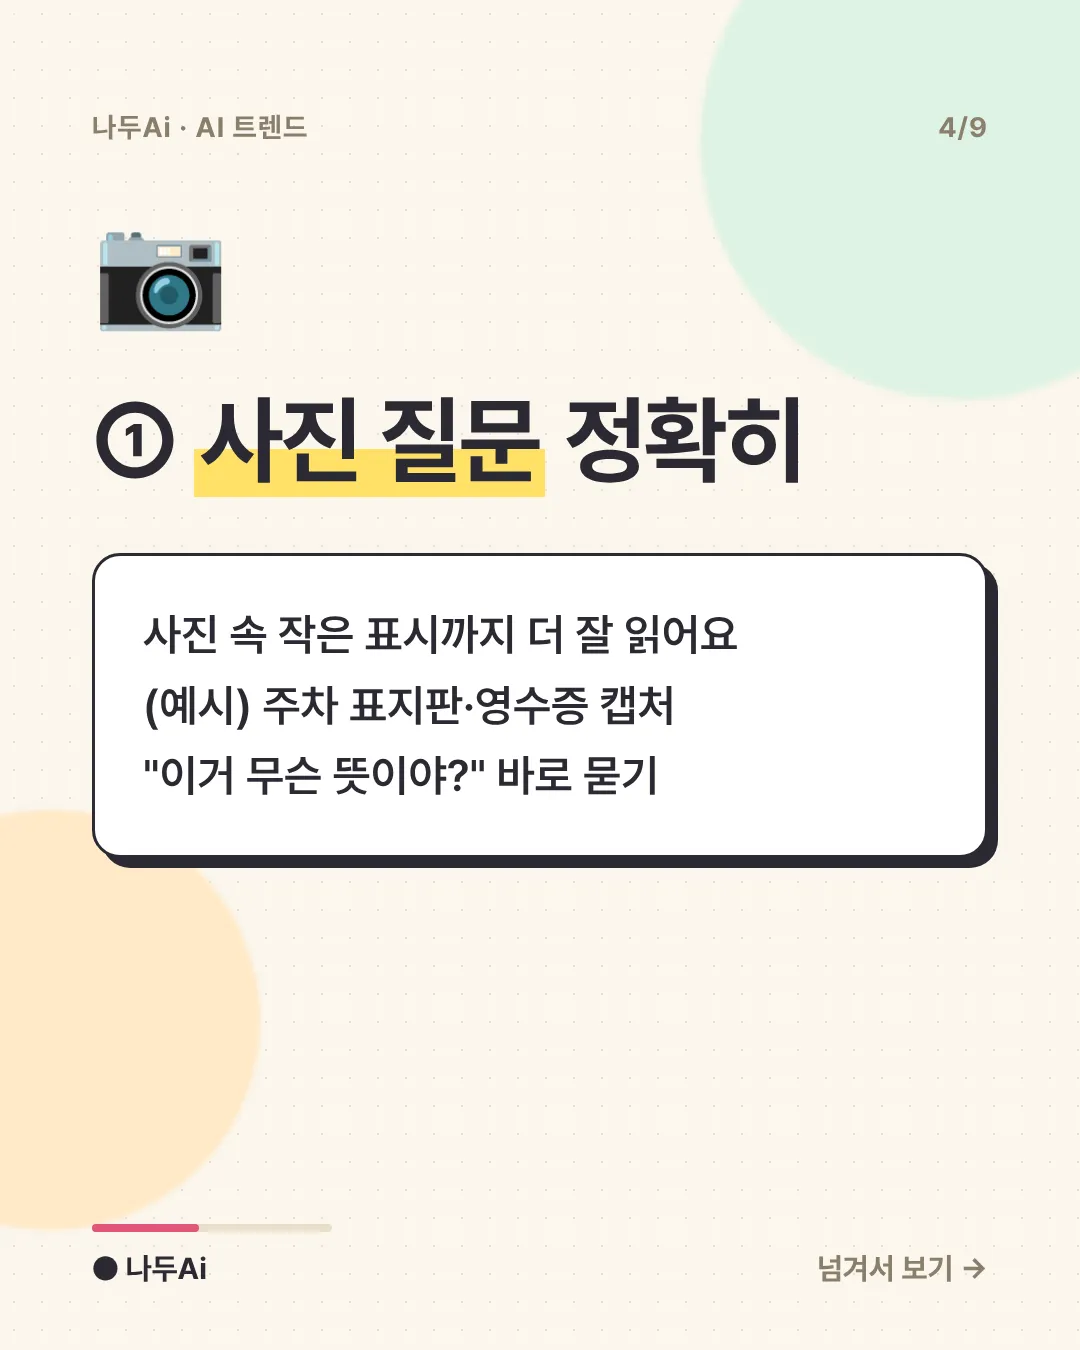 나두Ai · AI 트렌드
4/9
① 사진 질문 정확히
사진 속 작은 표시까지 더 잘 읽어요
(예시) 주차 표지판·영수증 캡처
"이거 무슨 뜻이야?" 바로 묻기
● 나두Ai
넘겨서 보기 →